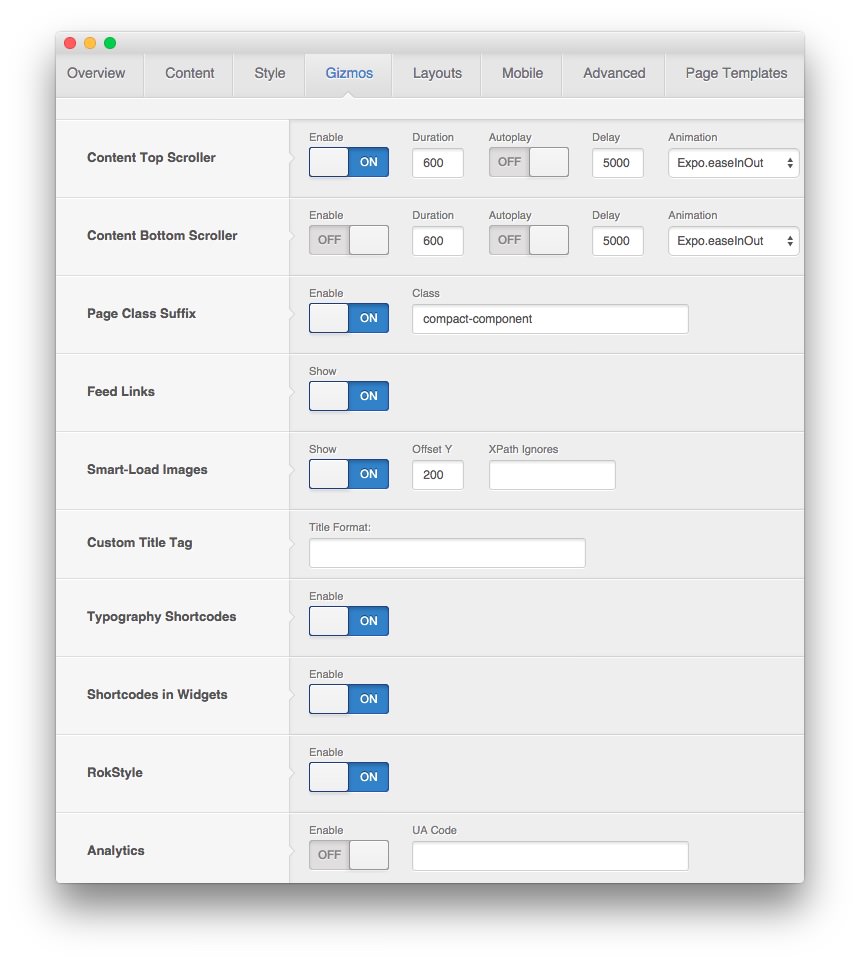 Overview Content Style Gizmos Layouts Mobile Advanced Page Templates
Content Top Scroller
Enable Duration Autoplay Delay Animation
ON 600 OFF 5000 Expo.easeInOut
Content Bottom Scroller
Enable Duration Autoplay Delay Animation
OFF 600 OFF 5000 Expo.easeInOut
Page Class Suffix
Enable Class
ON compact-component
Feed Links
Show
ON
Smart-Load Images
Show Offset Y XPath Ignores
ON 200
Custom Title Tag
Title Format:
Typography Shortcodes
Enable
ON
Shortcodes in Widgets
Enable
ON
RokStyle
Enable
ON
Analytics
Enable UA Code
OFF